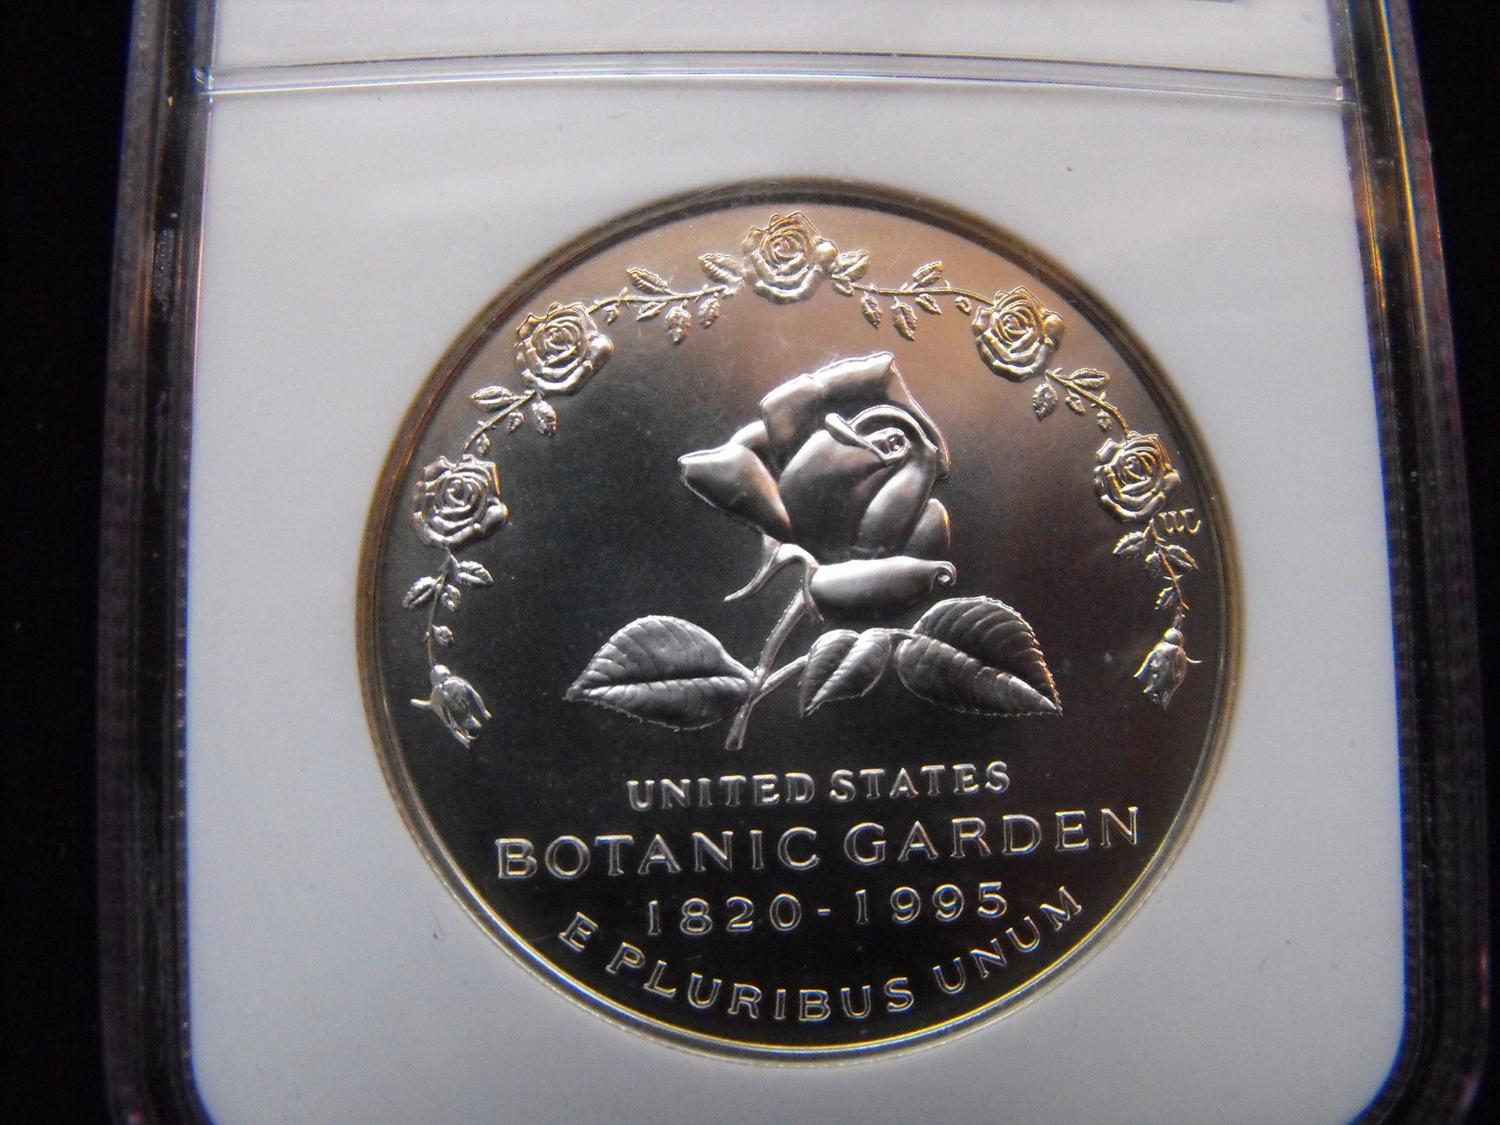 UNITED STATES
BOTANIC GARDEN
1820-1995
E PLURIBUS UNUM